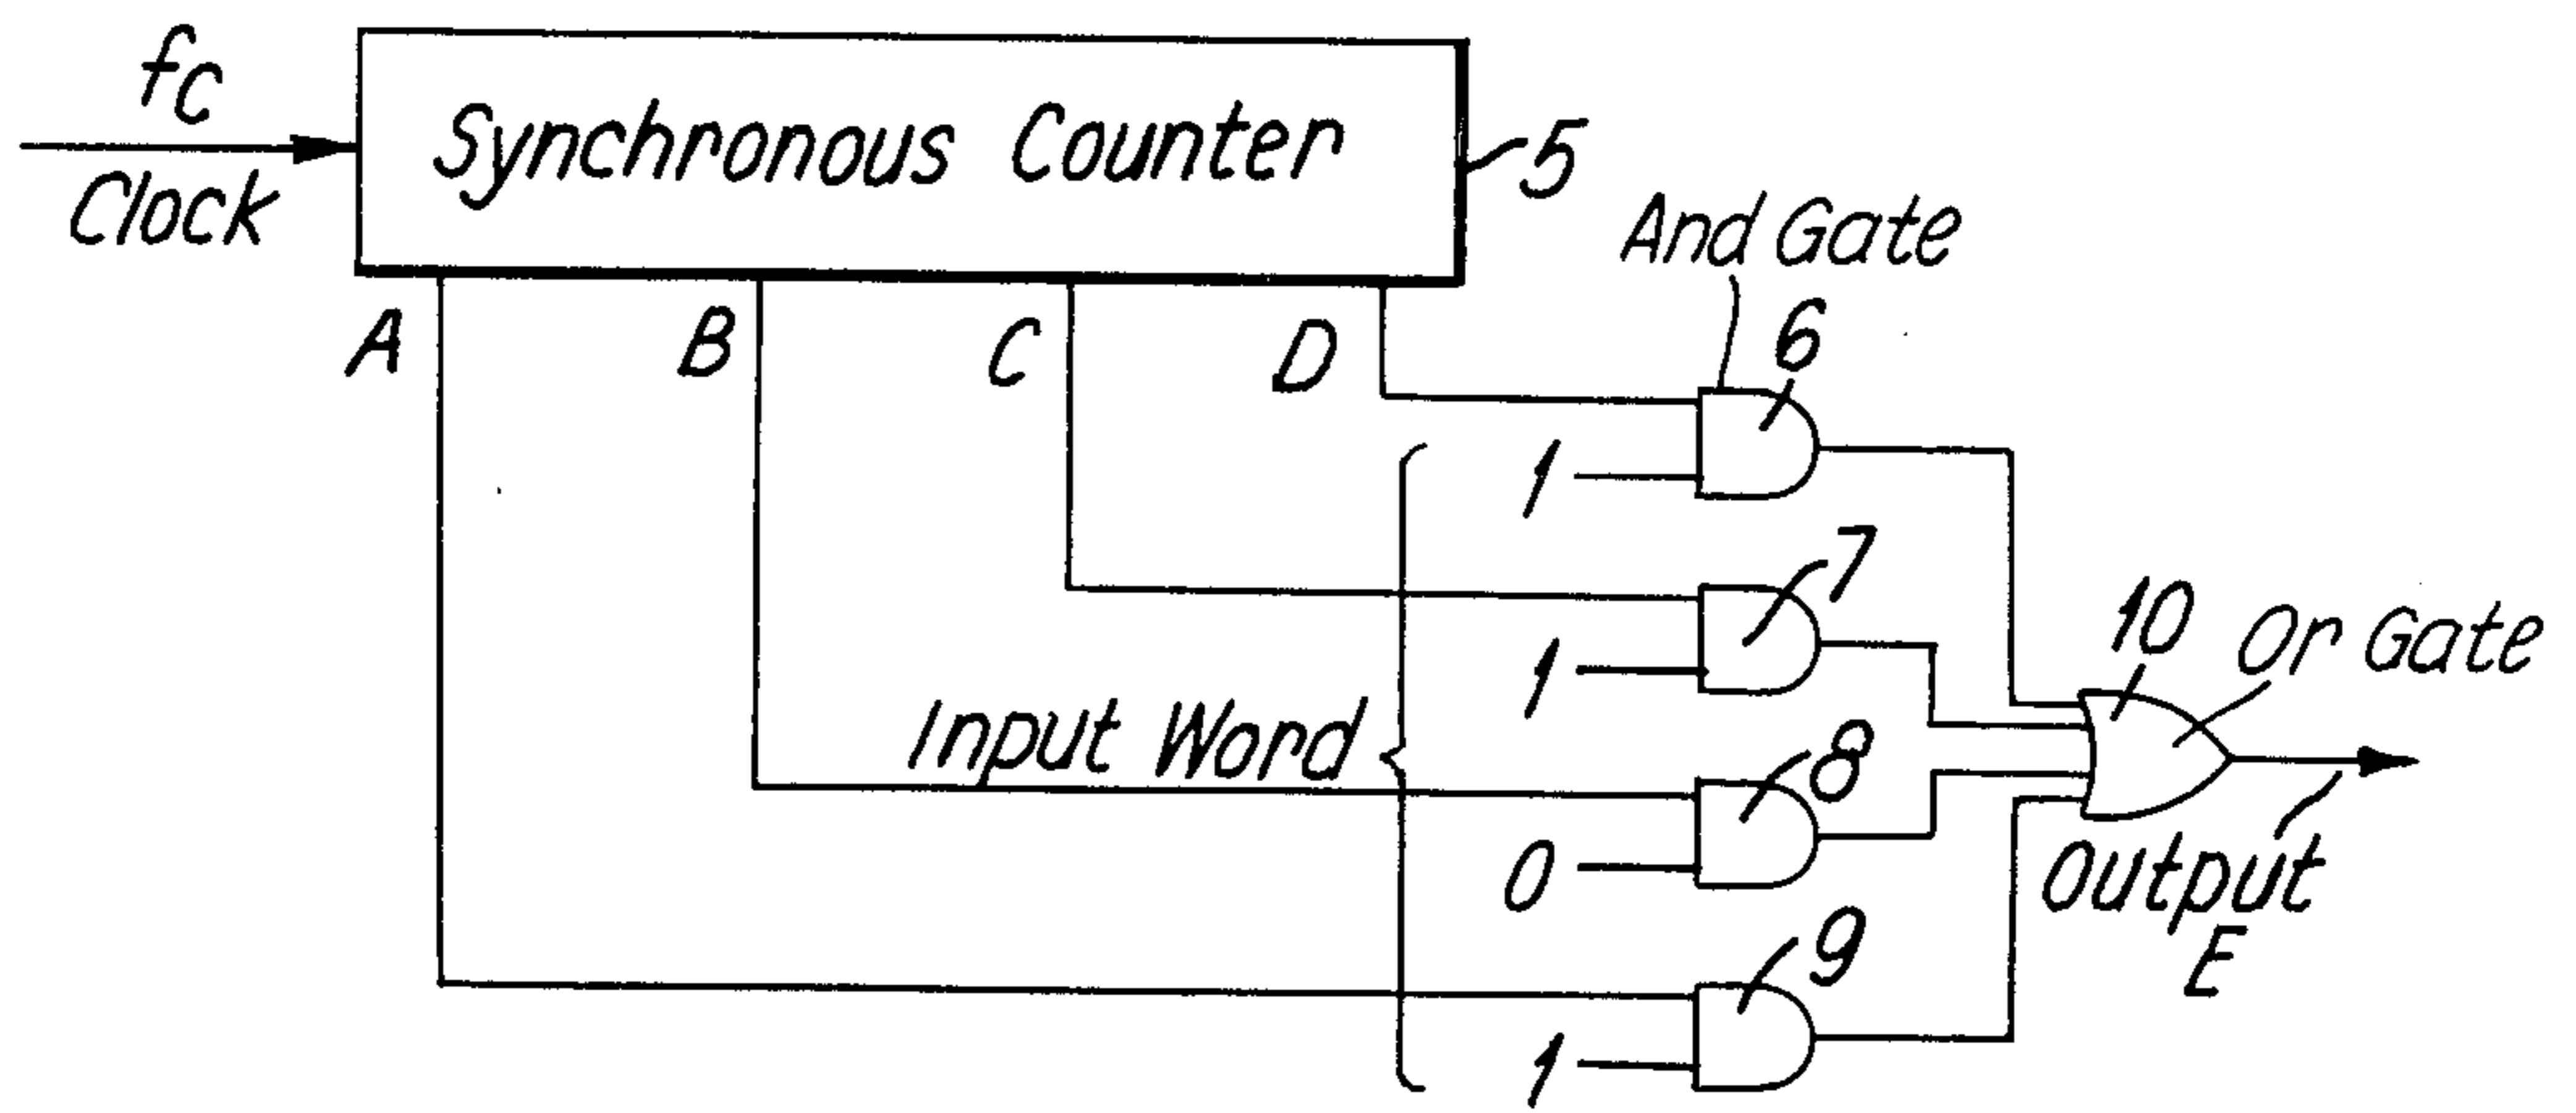 fc
Clock
Synchronous Counter
5
And Gate
A
B
C
D
6
1
7
1
10
Or Gate
Input Word
8
0
Output
E
9
1